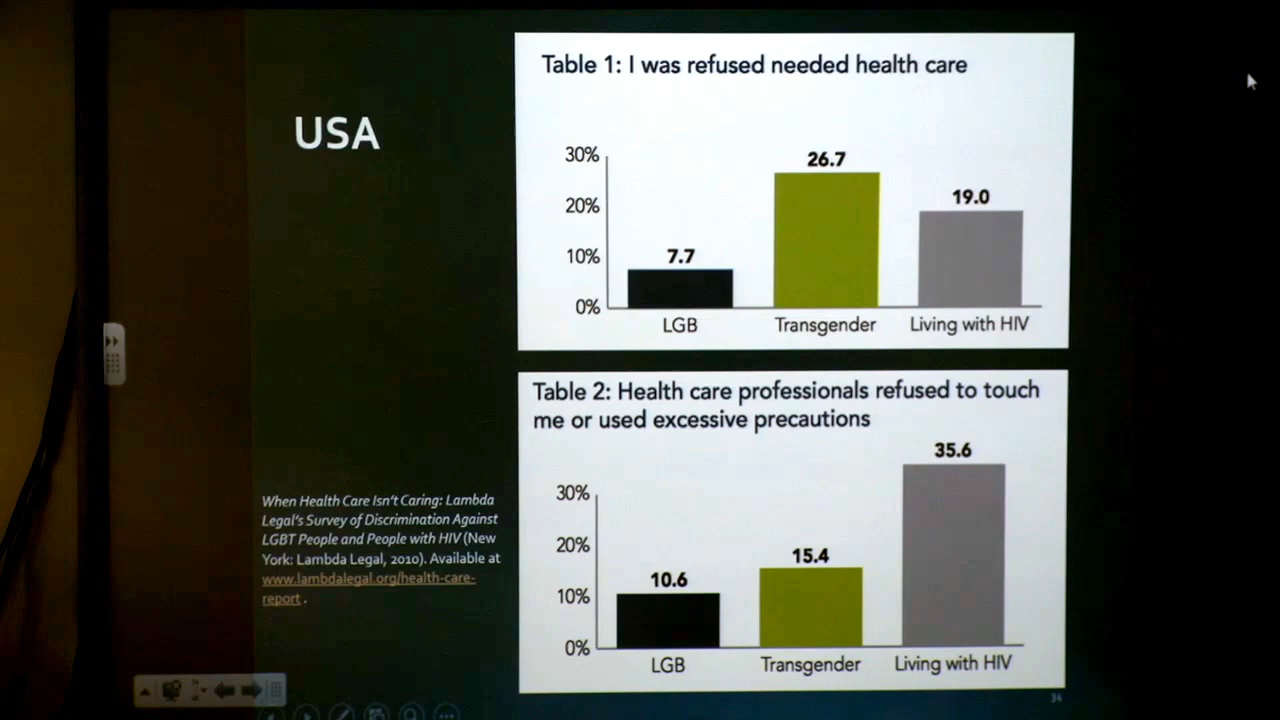 USA
Table 1: I was refused needed health care
30%
20%
10%
0%
7.7
26.7
19.0
LGB
Transgender
Living with HIV
Table 2: Health care professionals refused to touch
me or used excessive precautions
30%
20%
10%
0%
10.6
15.4
35.6
LGB
Transgender
Living with HIV
When Health Care Isn't Caring: Lambda
Legal's Survey of Discrimination Against
LGBT People and People with HIV (New
York: Lambda Legal, 2010). Available at
www.lambdalegal.org/health-care-
report .
34